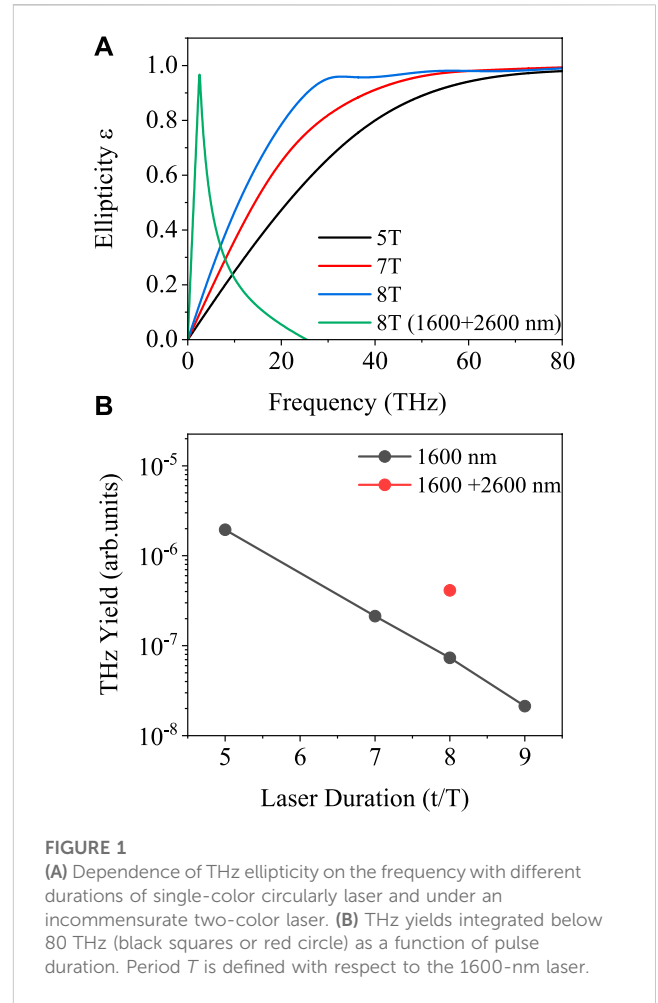 A
1.0
0.8
0.6
0.4
0.2
0.0
Ellipticity ε
5T
7T
8T
8T (1600+2600 nm)
0 20 40 60 80
Frequency (THz)
B
10-5
10-6
10-7
10-8
THz Yield (arb.units)
1600 nm
1600 +2600 nm
5 6 7 8 9
Laser Duration (t/T)
FIGURE 1
(A) Dependence of THz ellipticity on the frequency with different
durations of single-color circularly laser and under an
incommensurate two-color laser. (B) THz yields integrated below
80 THz (black squares or red circle) as a function of pulse
duration. Period T is defined with respect to the 1600-nm laser.